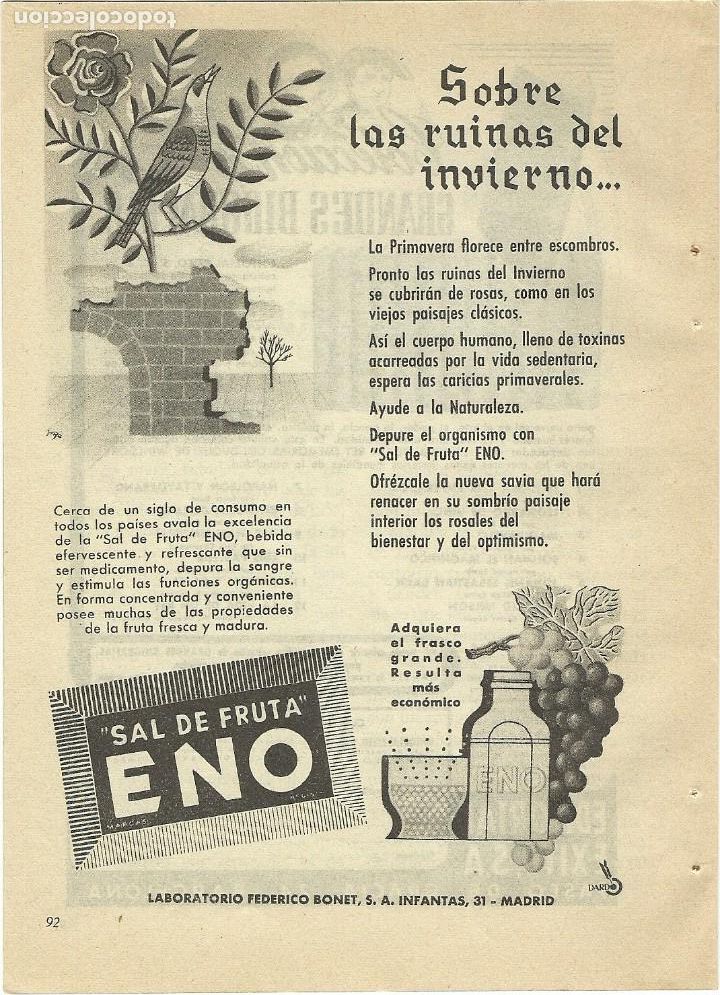 todocoleccion
Sobre
las ruinas del
invierno...
La Primavera florece entre escombros.
Pronto las ruinas del Invierno
se cubrirán de rosas, como en los
viejos paisajes clásicos.
Así el cuerpo humano, lleno de toxinas
acarreadas por la vida sedentaria,
espera las caricias primaverales.
Ayude a la Naturaleza.
Depure el organismo con
"Sal de Fruta" ENO.
Ofrézcale la nueva savia que hará
renacer en su sombrío paisaje
interior los rosales del
bienestar y del optimismo.
Cerca de un siglo de consumo en
todos los países avala la excelencia
de la "Sal de Fruta" ENO, bebida
efervescente y refrescante que sin
ser medicamento, depura la sangre
y estimula las funciones orgánicas.
En forma concentrada y conveniente
posee muchas de las propiedades
de la fruta fresca y madura.
Adquiera
el frasco
grande.
Resulta
más
económico
"SAL DE FRUTA"
ENO
MARCAS
ENO
DARDO
LABORATORIO FEDERICO BONET, S. A. INFANTAS, 31 - MADRID
92